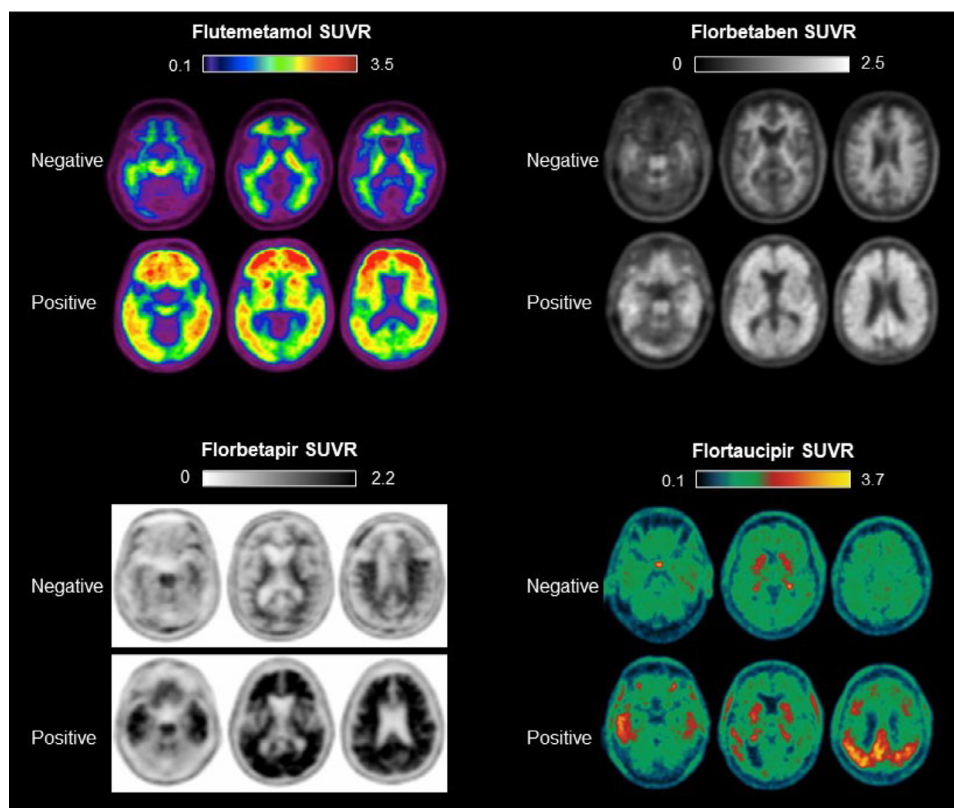 Flutemetamol SUVR
0.1 3.5
Negative
Positive
Florbetaben SUVR
0 2.5
Negative
Positive
Florbetapir SUVR
0 2.2
Negative
Positive
Flortaucipir SUVR
0.1 3.7
Negative
Positive